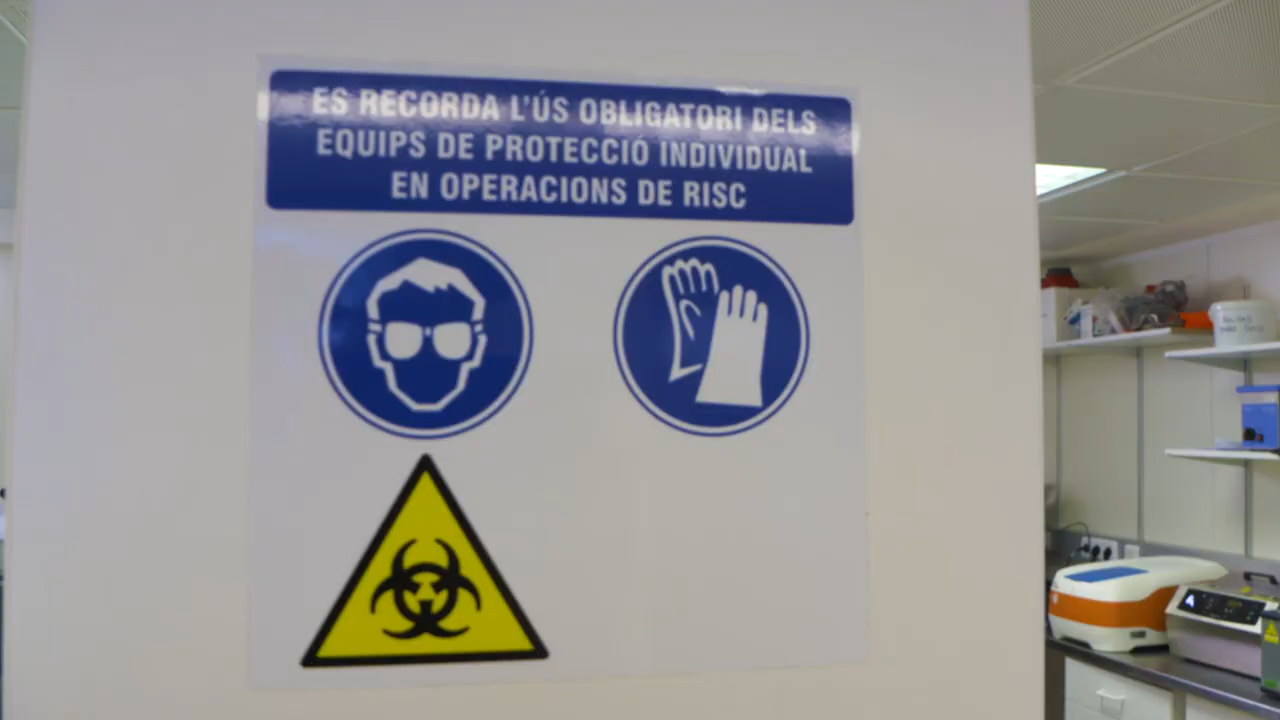 ES RECORDA L'ÚS OBLIGATORI DELS
EQUIPS DE PROTECCIÓ INDIVIDUAL
EN OPERACIONS DE RISC